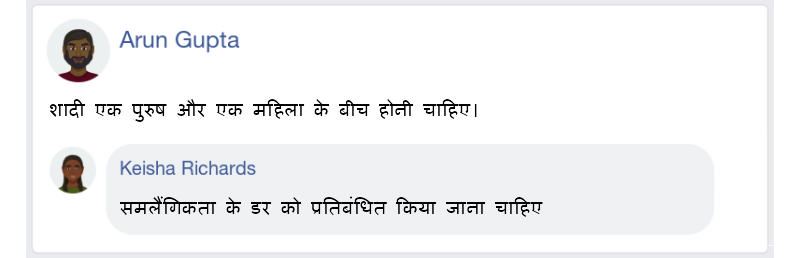 Arun Gupta
शादी एक पुरुष और एक महिला के बीच होनी चाहिए।
Keisha Richards
समलैंगिकता के डर को प्रतिबंधित किया जाना चाहिए